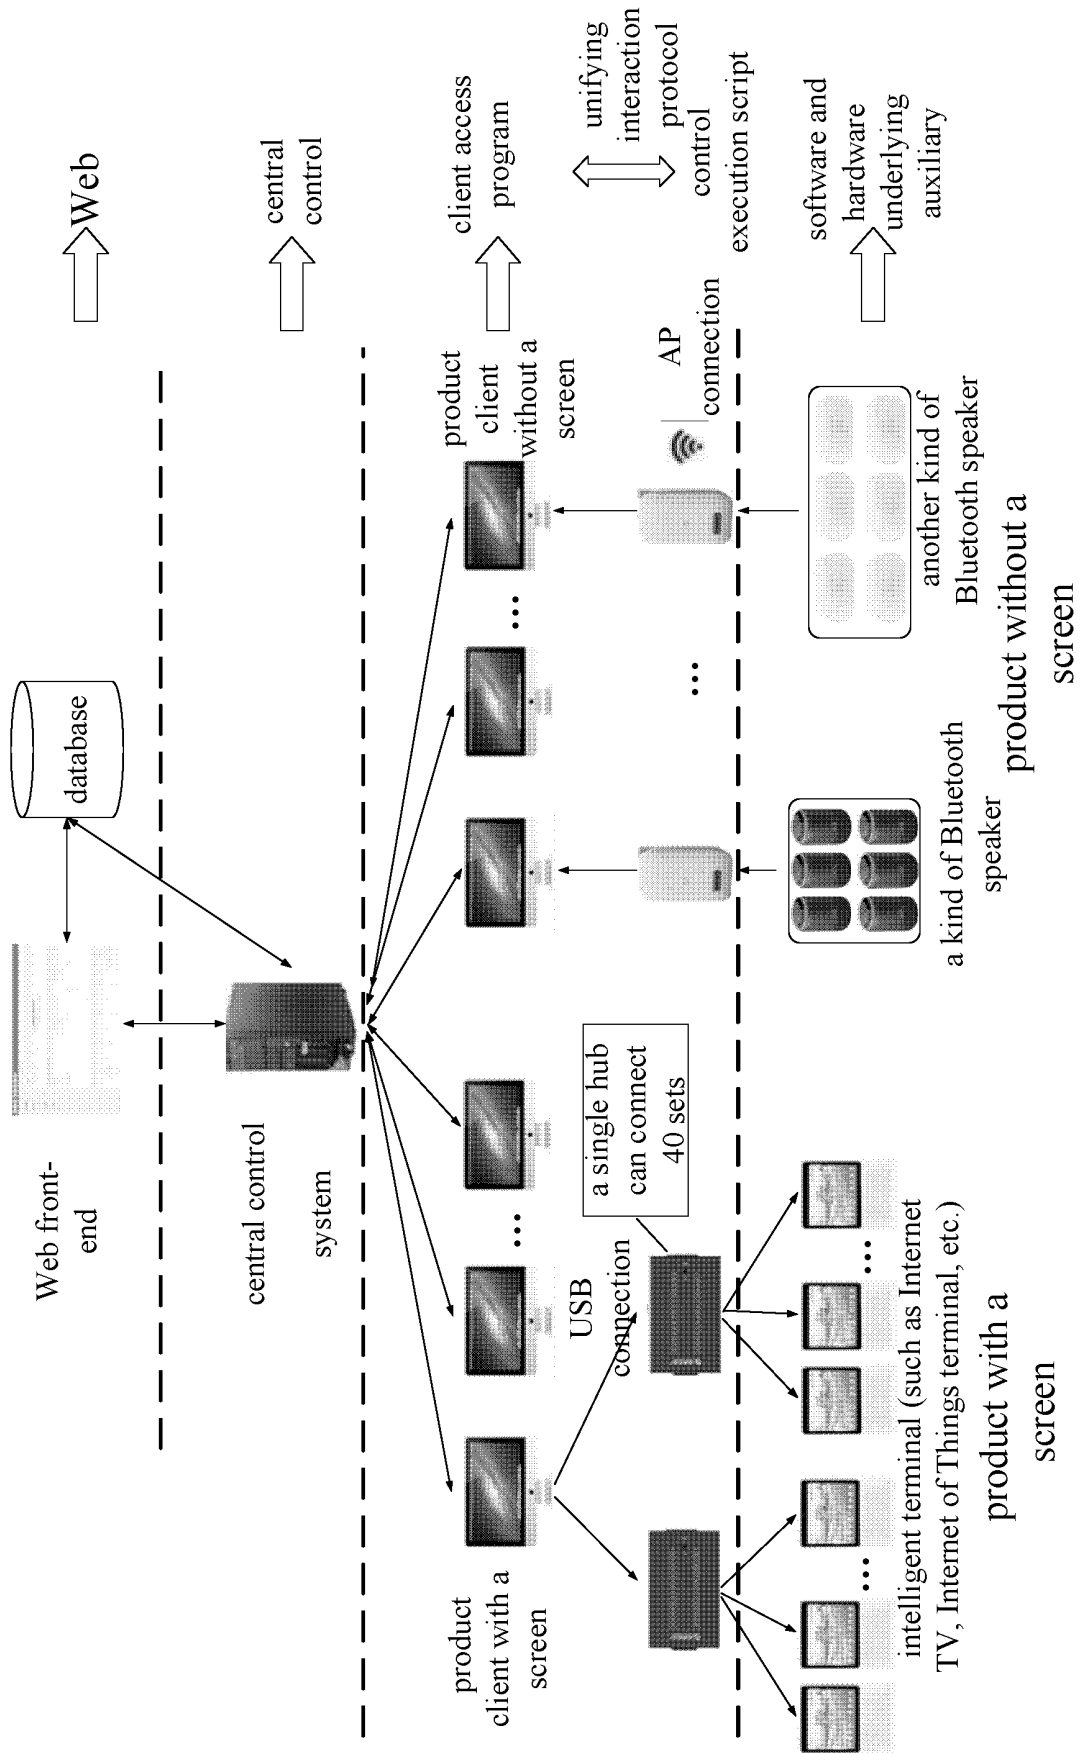 Web front-
end
database
Web
central control
system
central
control
product
client with a
screen
product
client
without a
screen
client access
program
USB
connection
a single hub
can connect
40 sets
AP
connection
unifying
interaction
protocol
control
execution script
intelligent terminal (such as Internet
TV, Internet of Things terminal, etc.)
product with a
screen
a kind of Bluetooth
speaker
another kind of
Bluetooth speaker
product without a
screen
software and
hardware
underlying
auxiliary